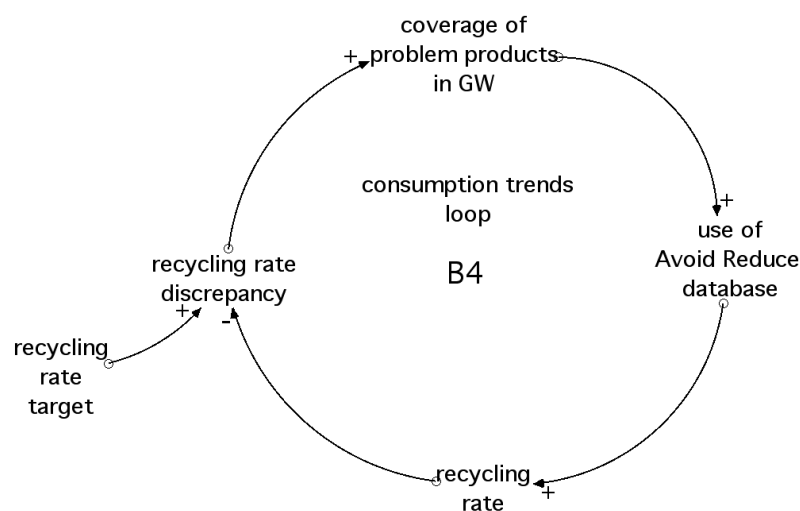 coverage of
+ problem products
in GW
consumption trends
loop
B4
+
use of
Avoid Reduce
database
recycling rate
discrepancy
+
-
recycling
rate
target
recycling
rate
+